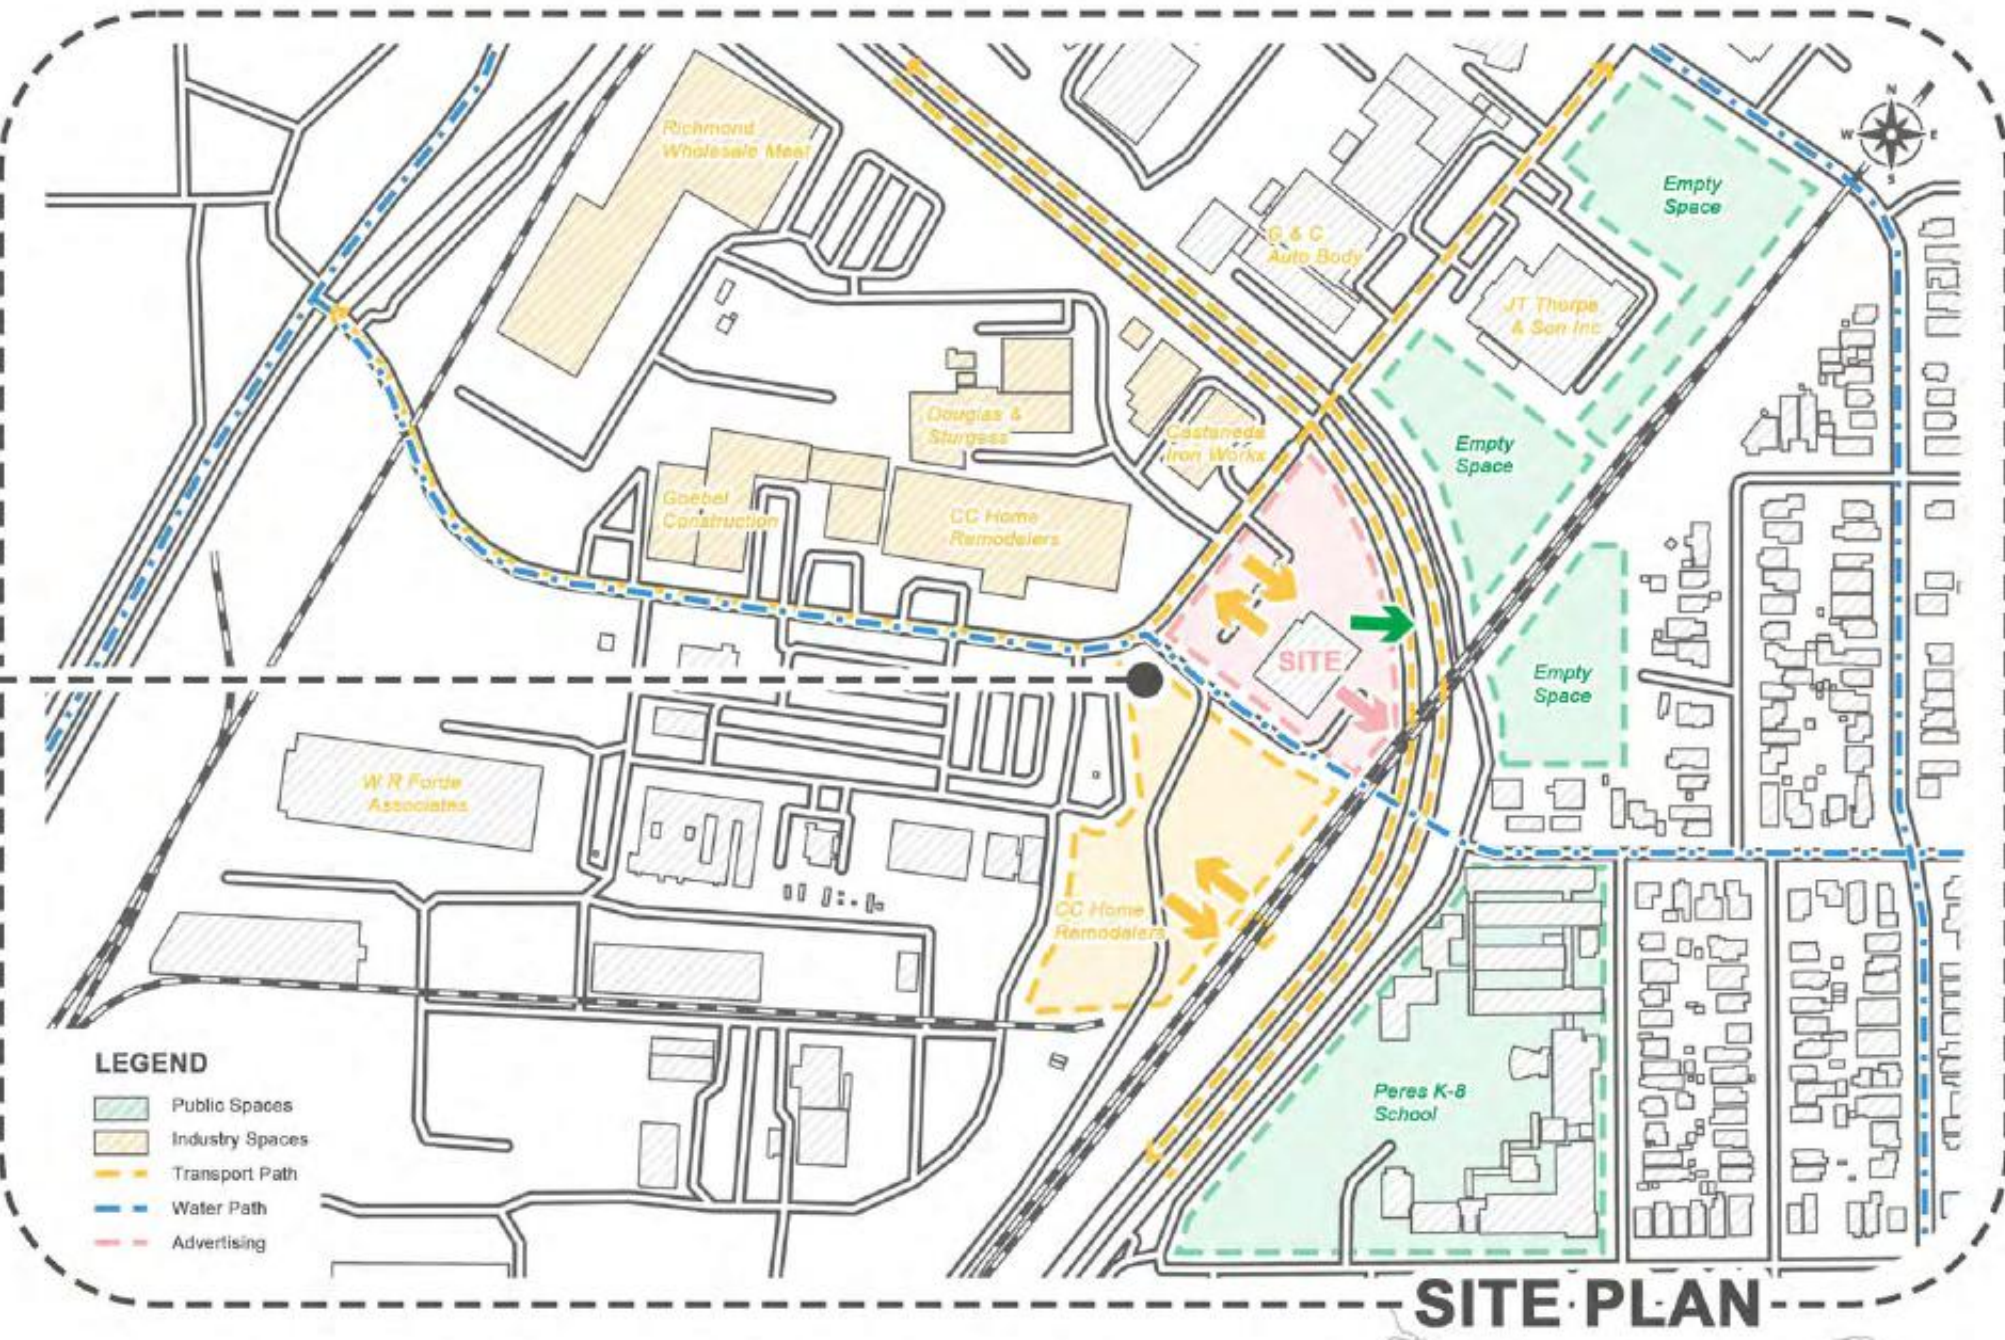 Richmond
Wholesale Meat
N
W
E
S
Empty
Space
G & C
Auto Body
JT Thorpe
& Son Inc
Douglas &
Sturgess
Castaneda
Iron Works
Empty
Space
Goebel
Construction
CC Home
Remodelers
SITE
Empty
Space
W R Forde
Associates
CC Home
Remodelers
Peres K-8
School
LEGEND
Public Spaces
Industry Spaces
Transport Path
Water Path
Advertising
SITE PLAN